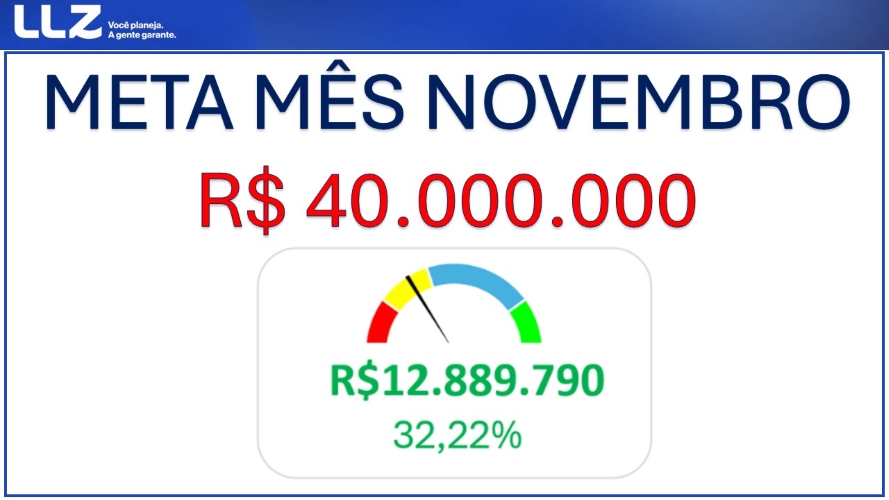 LLZ
Você planeja.
A gente garante.
META MÊS NOVEMBRO
R$ 40.000.000
R$12.889.790
32,22%